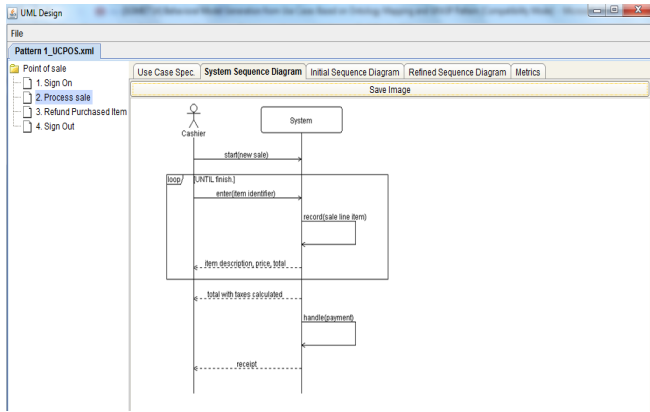 UML Design
File
Pattern 1_UCPOS.xml
Point of sale
1. Sign On
2. Process sale
3. Refund Purchased Item
4. Sign Out
Use Case Spec. System Sequence Diagram Initial Sequence Diagram Refined Sequence Diagram Metrics
Save Image
Cashier
System
start(new sale)
loop [UNTIL finish.]
enter(item identifier)
record(sale line item)
item description, price, total
total with taxes calculated
handle(payment)
receipt